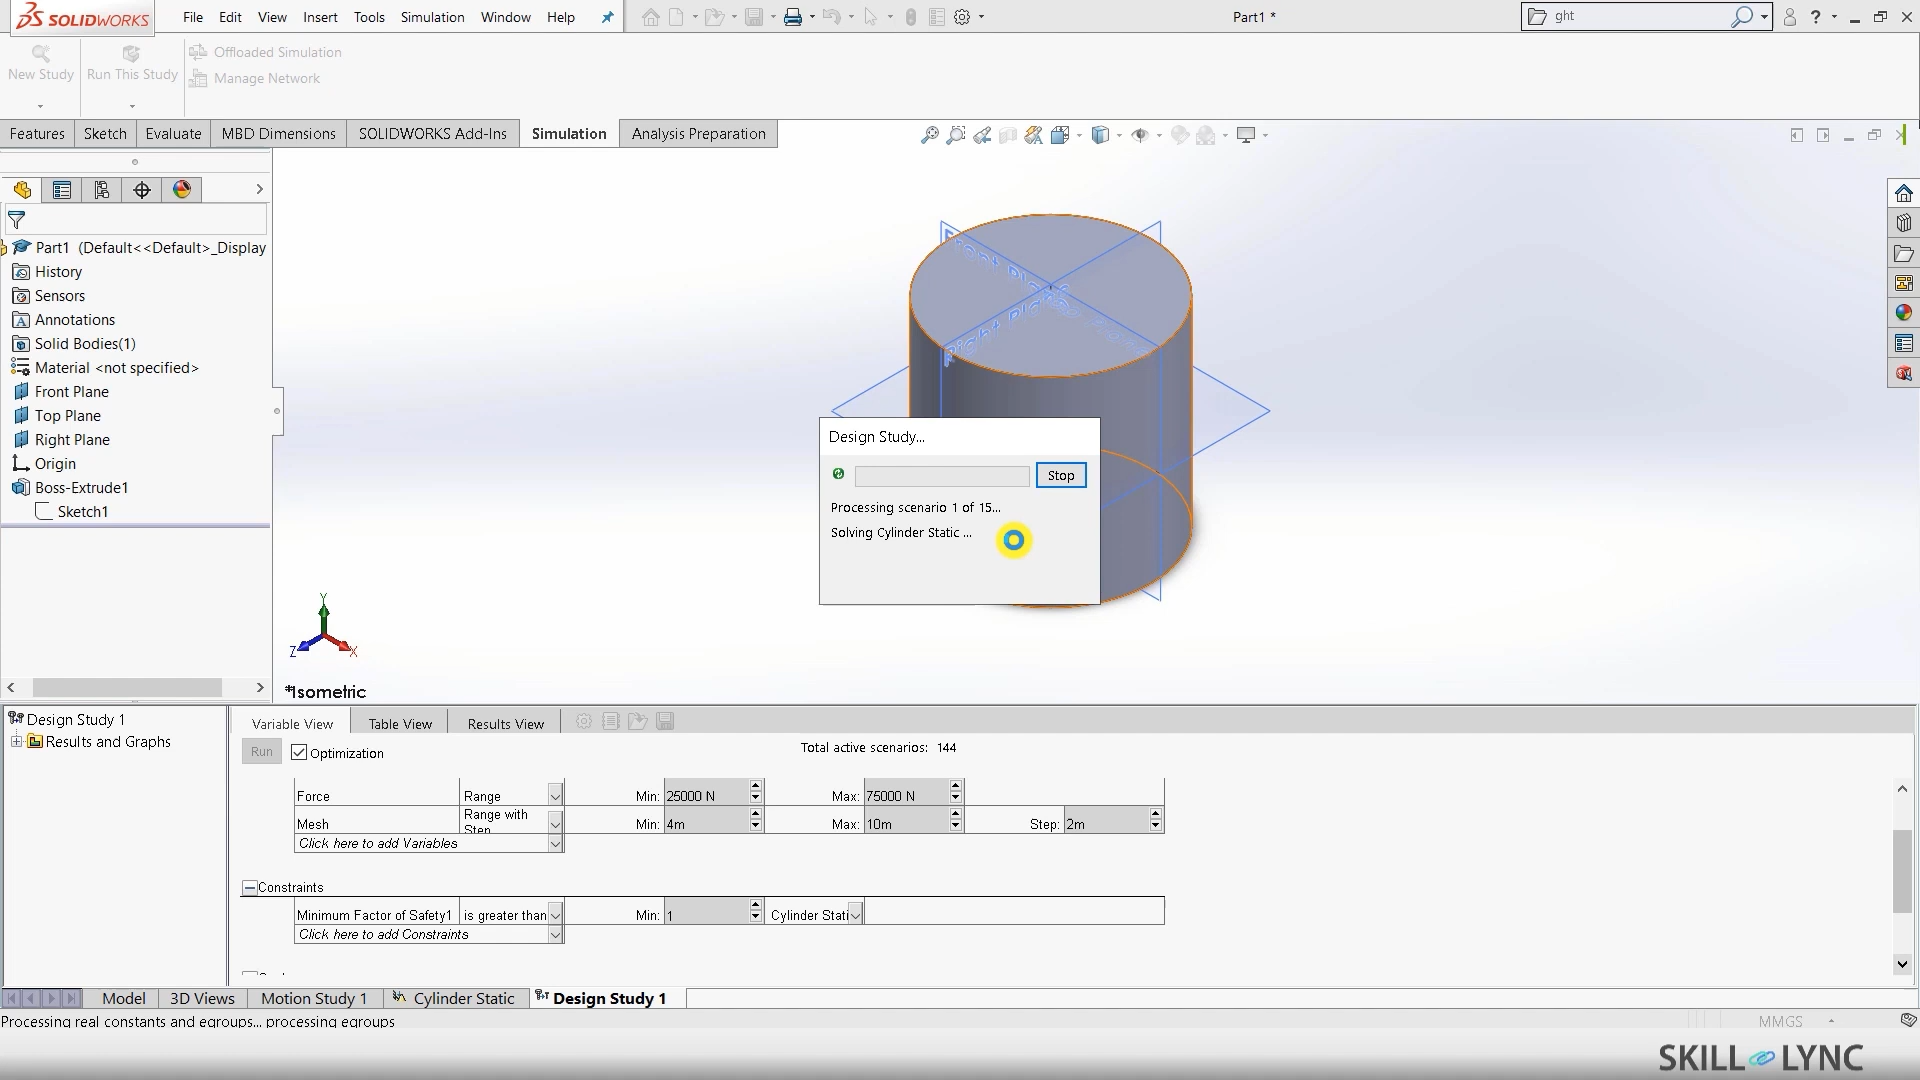 SOLIDWORKS File Edit View Insert Tools Simulation Window Help Part1 * ght ?
New Study Run This Study Offloaded Simulation
Manage Network
Features Sketch Evaluate MBD Dimensions SOLIDWORKS Add-Ins Simulation Analysis Preparation
Part1 (Default<<Default>_Display
History
Sensors
Annotations
Solid Bodies(1)
Material <not specified>
Front Plane
Top Plane
Right Plane
Origin
Boss-Extrude1
Sketch1
Front Plane
Right Plane
Design Study...
Stop
Processing scenario 1 of 15...
Solving Cylinder Static ...
Y
Z X
*Isometric
Design Study 1
Results and Graphs
Variable View Table View Results View
Run Optimization Total active scenarios: 144
Force Range Min: 25000 N Max: 75000 N
Mesh Range with Step Min: 4m Max: 10m Step: 2m
Click here to add Variables
Constraints
Minimum Factor of Safety1 is greater than Min: 1 Cylinder Stati
Click here to add Constraints
Model 3D Views Motion Study 1 Cylinder Static Design Study 1
Processing real constants and egroups... processing egroups MMGS
SKILL LYNC